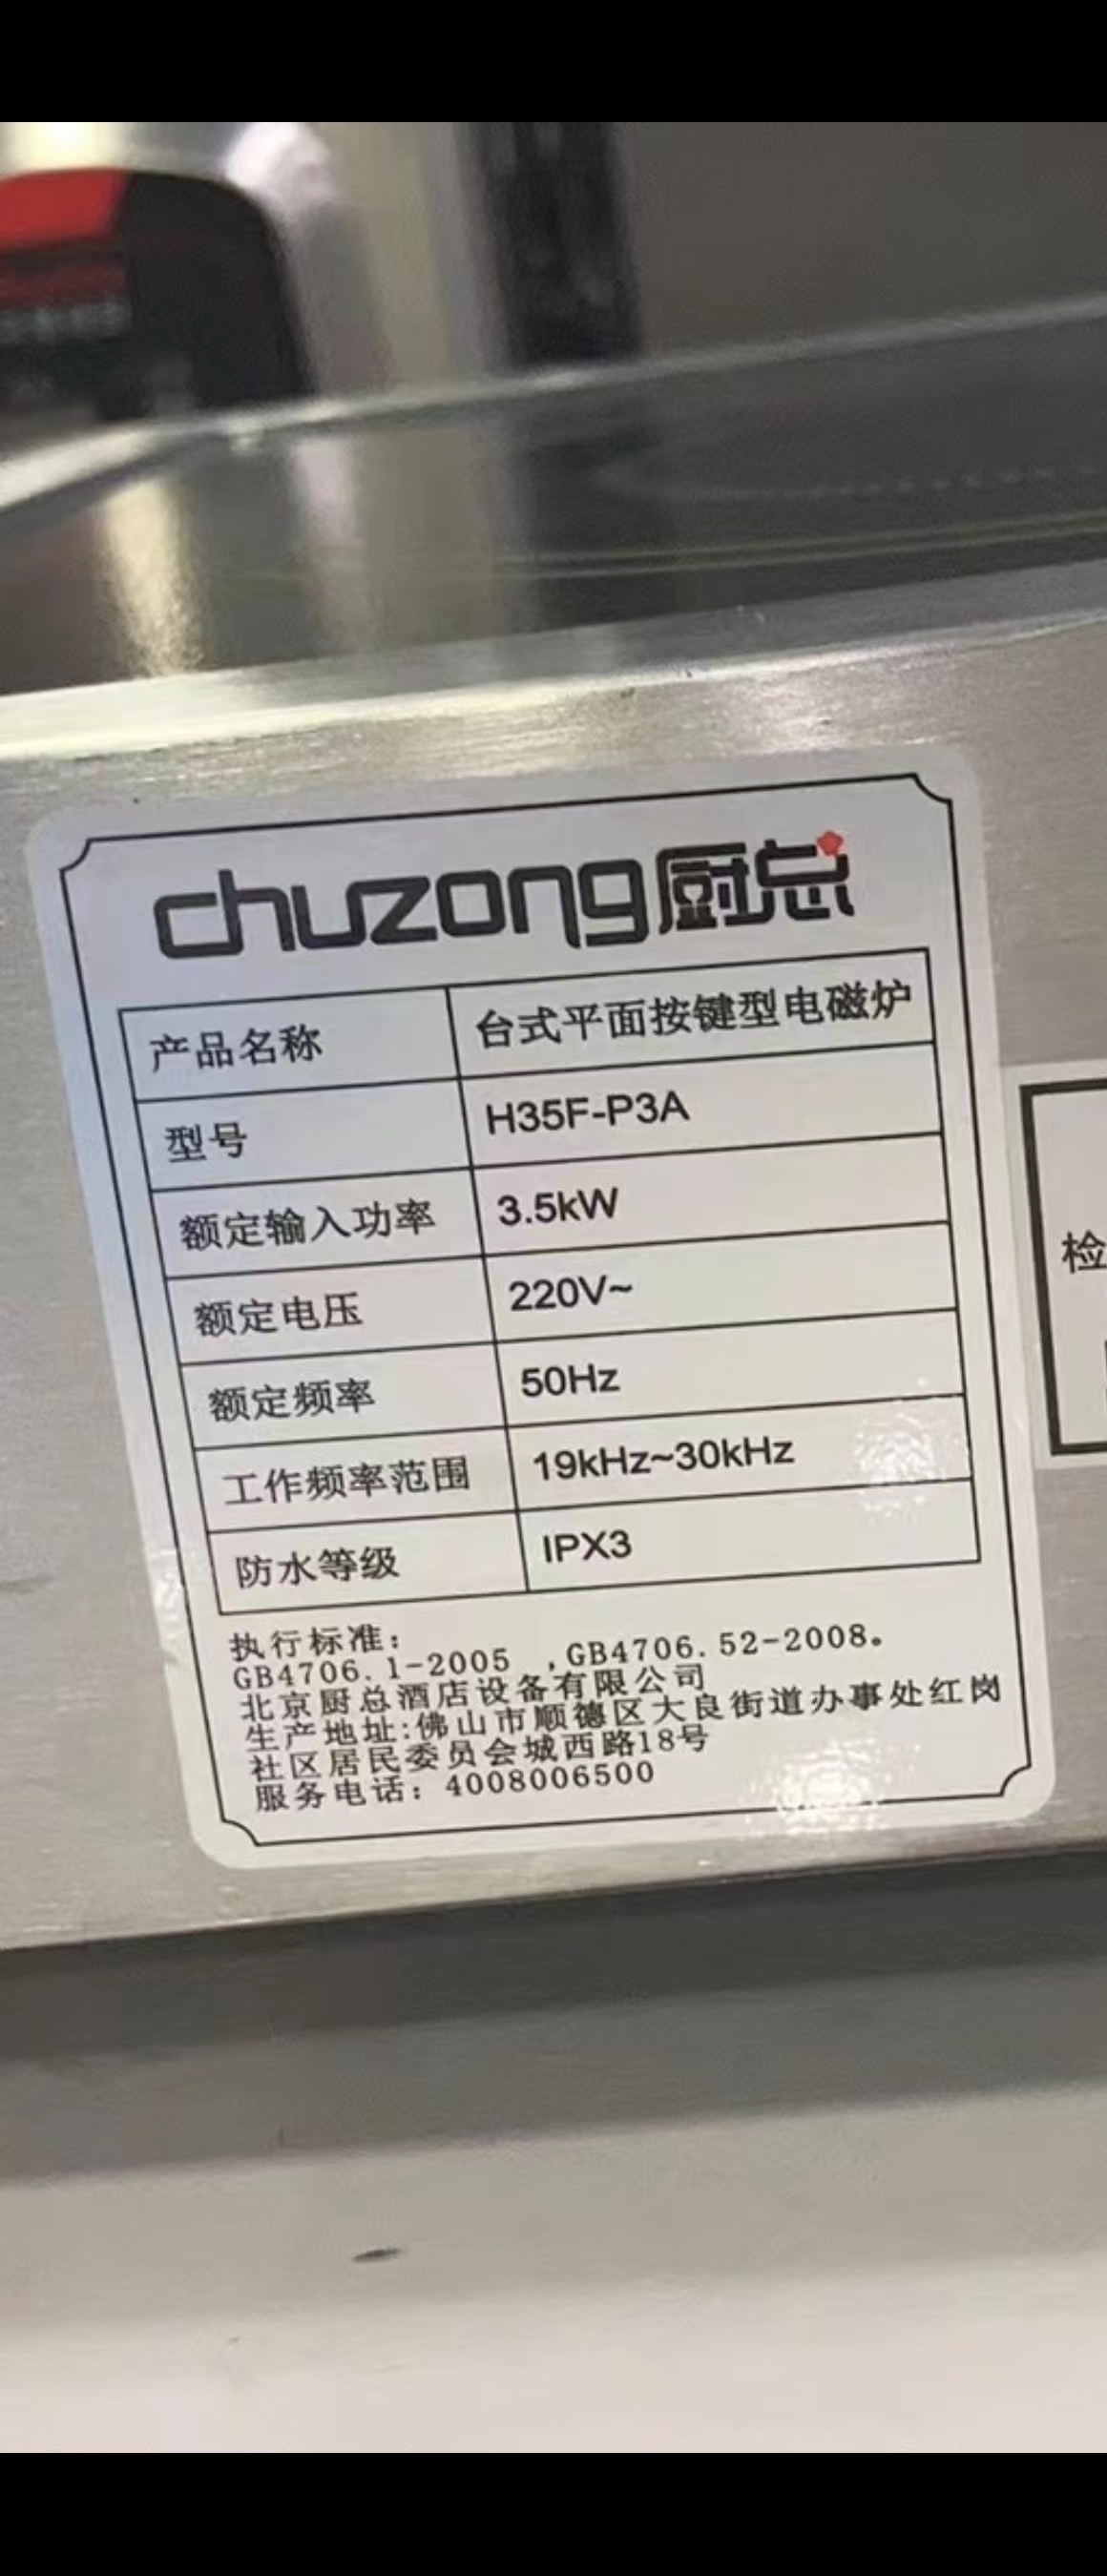 chuzong厨总
产品名称 台式平面按键型电磁炉
型号 H35F-P3A
额定输入功率 3.5kW
额定电压 220V~
额定频率 50Hz
工作频率范围 19kHz~30kHz
防水等级 IPX3
执行标准：
GB4706.1-2005 ,GB4706.52-2008。
北京厨总酒店设备有限公司
生产地址:佛山市顺德区大良街道办事处红岗
社区居民委员会城西路18号
服务电话：4008006500
检